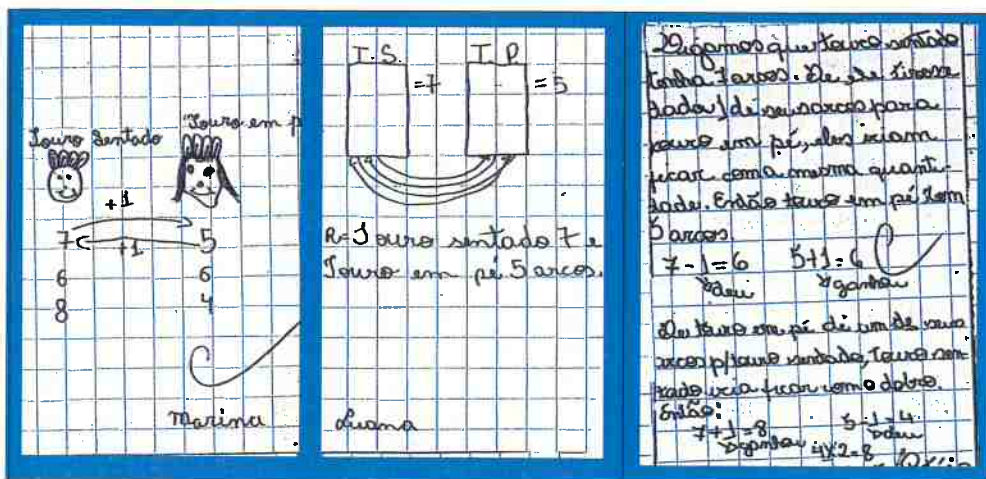 Touro Sentado
Touro em p
+1
7 5
+1
6 6
8 4
Marina
T.S. T.P.
=7 =5
R= Touro sentado 7 e
Touro em pé 5 arcos.
Luana
Digamos que touro sentado
tenha 7 arcos. Se ele tivesse
dado 1 de seus arcos para
touro em pé, eles iriam
ficar com a mesma quanti-
dade. Então touro em pé tem
5 arcos
7-1=6 5+1=6
deu ganhou
Se touro em pé dê um de seus
arcos p/ touro sentado, touro sen-
tado iria ficar com o dobro.
Então:
7+1=8 5-1=4
ganhou deu
4X2=8